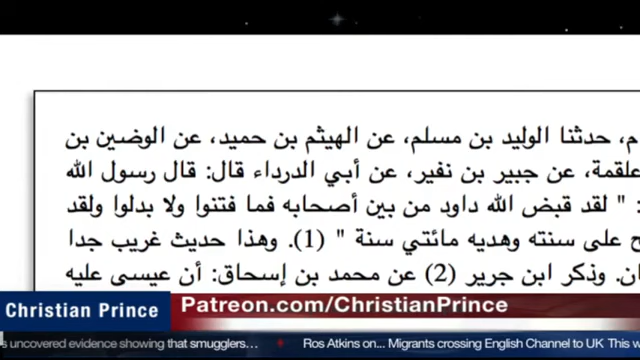 م، حدثنا الوليد بن مسلم، عن الهيثم بن حميد، عن الوضين بن
علقمة، عن جبير بن نفير، عن أبي الدرداء قال: قال رسول الله
: " لقد قبض الله داود من بين أصحابه فما فتنوا ولا بدلوا ولقد
ح على سنته وهديه مائتي سنة " (1). وهذا حديث غريب جدا
ان. وذكر ابن جرير (2) عن محمد بن إسحاق: أن عيسى عليه
Christian Prince
Patreon.com/ChristianPrince
s uncovered evidence showing that smugglers… Ros Atkins on... Migrants crossing English Channel to UK This w